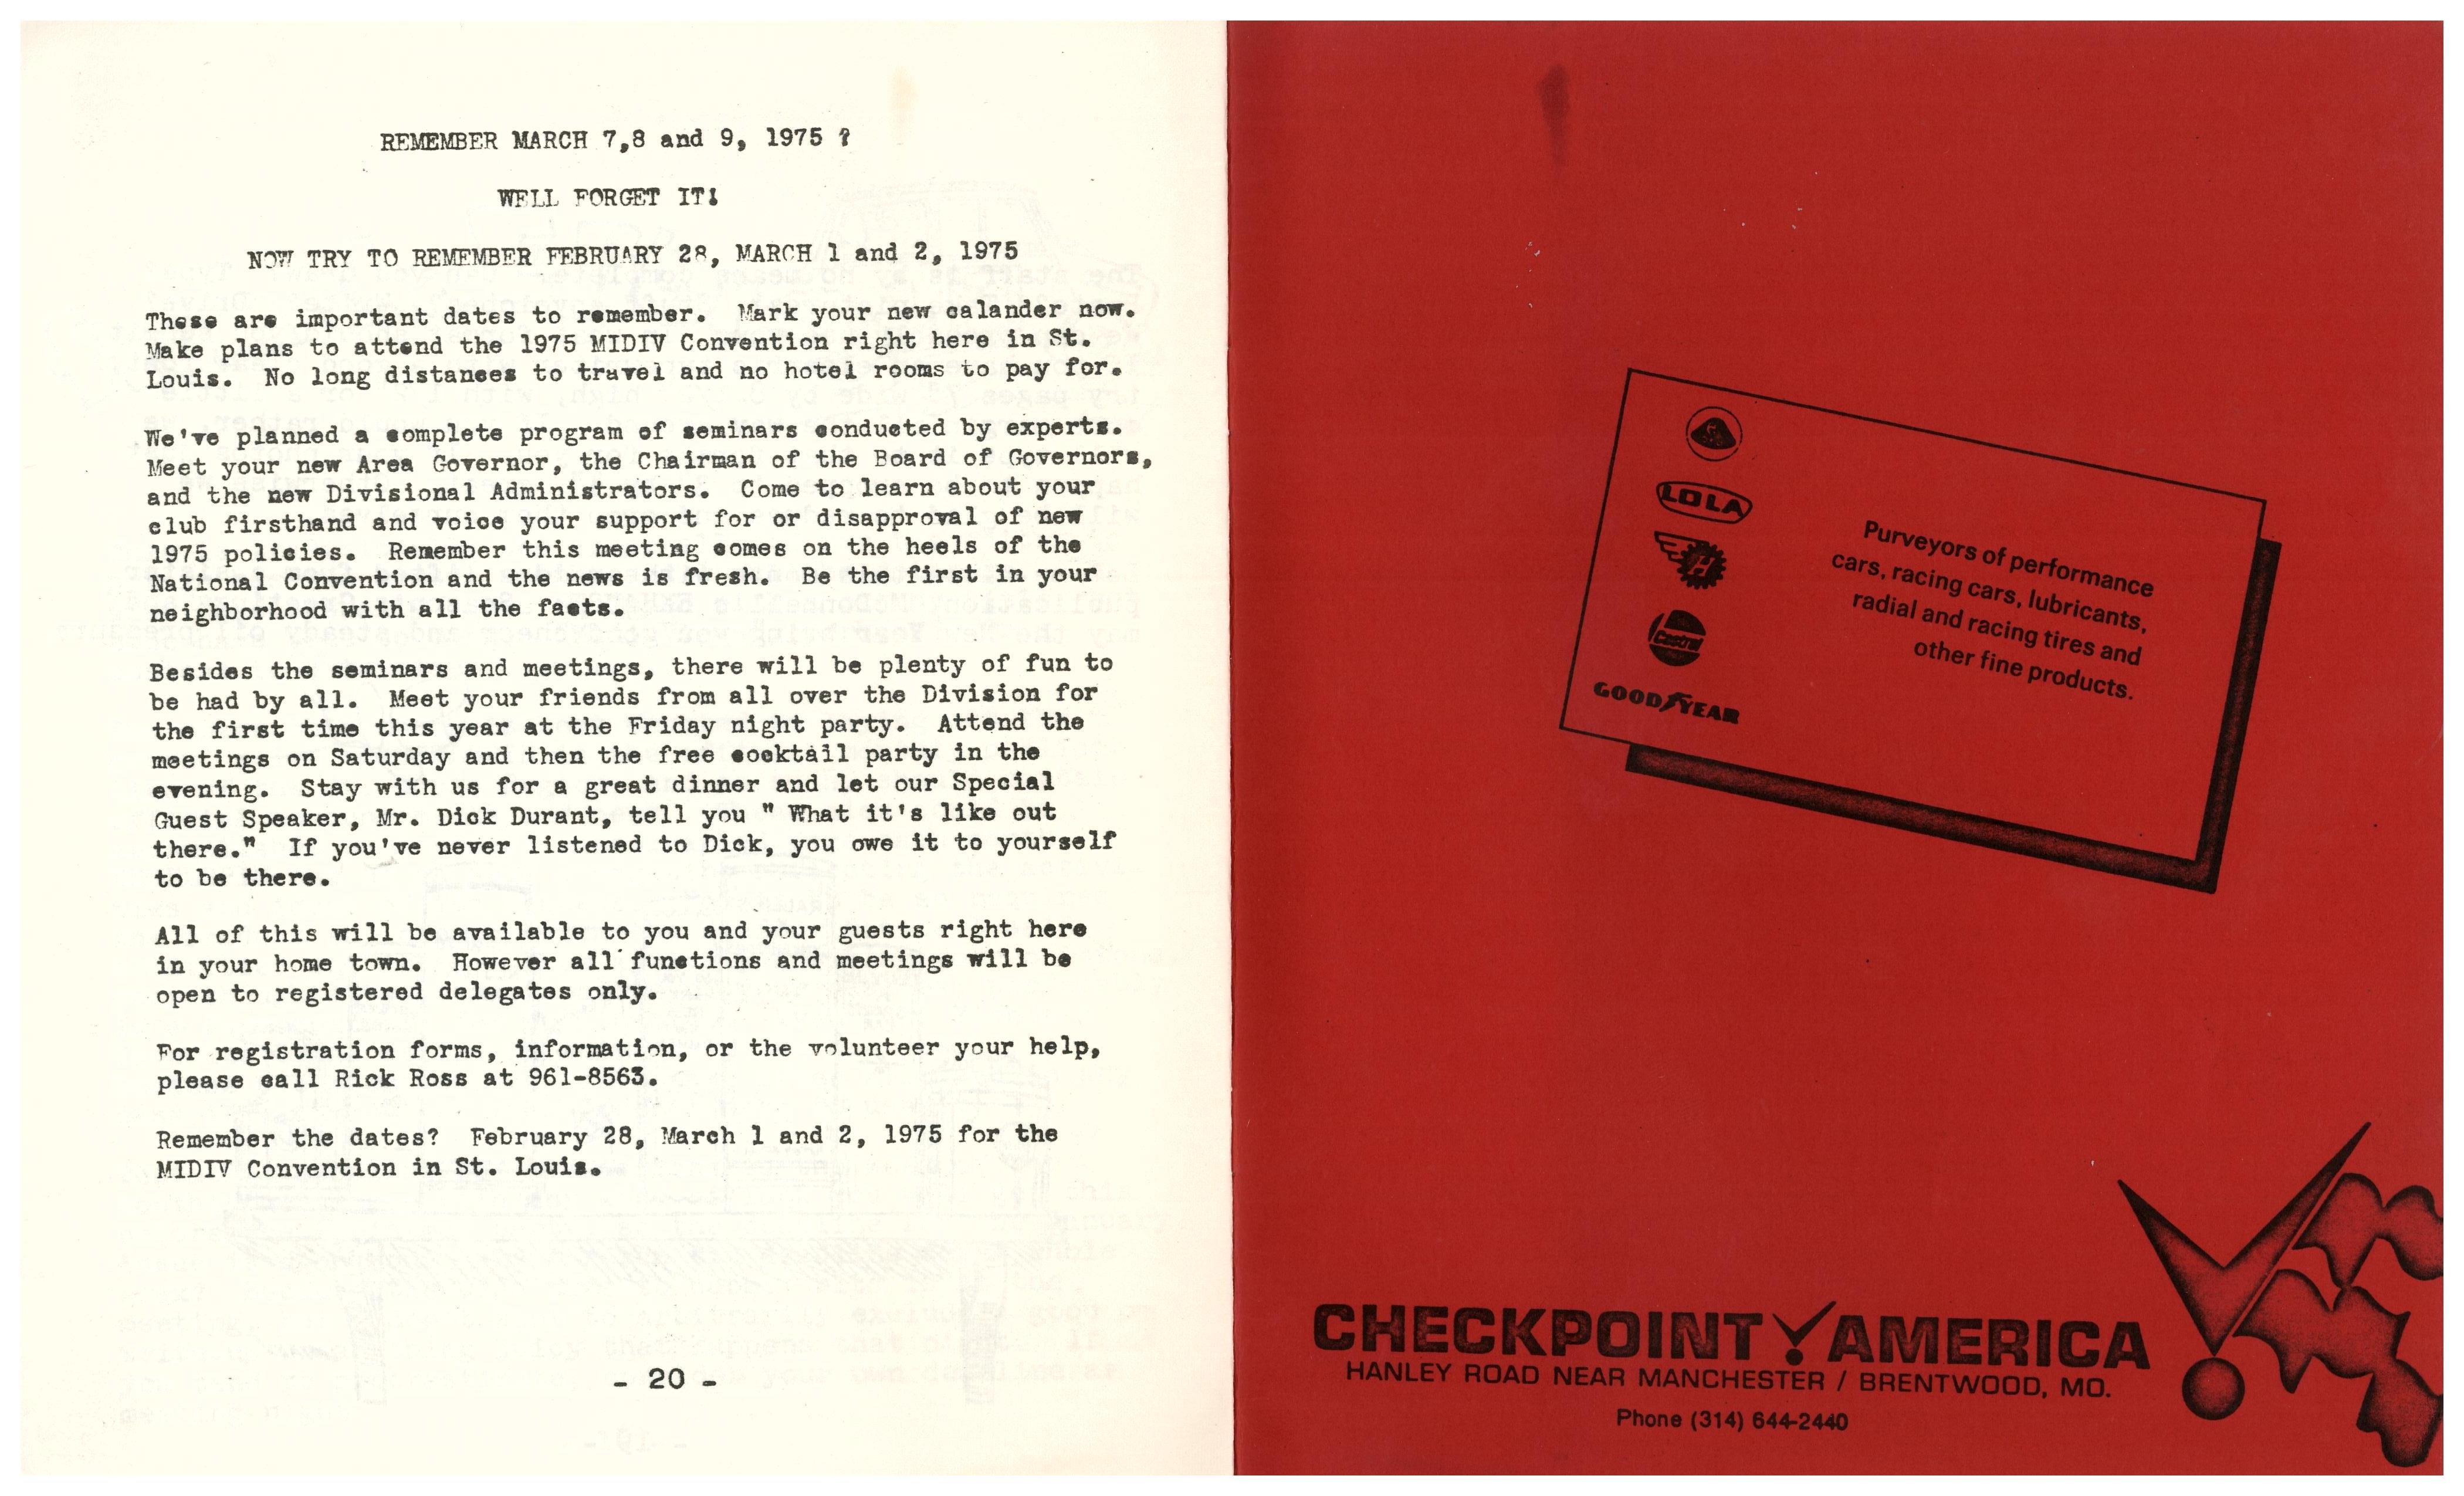 REMEMBER MARCH 7,8 and 9, 1975 ?
WELL FORGET IT!
NOW TRY TO REMEMBER FEBRUARY 28, MARCH 1 and 2, 1975
These are important dates to remember. Mark your new calander now.
Make plans to attend the 1975 MIDIV Convention right here in St.
Louis. No long distances to travel and no hotel rooms to pay for.
We've planned a complete program of seminars conducted by experts.
Meet your new Area Governor, the Chairman of the Board of Governors,
and the new Divisional Administrators. Come to learn about your
club firsthand and voice your support for or disapproval of new
1975 policies. Remember this meeting comes on the heels of the
National Convention and the news is fresh. Be the first in your
neighborhood with all the facts.
Besides the seminars and meetings, there will be plenty of fun to
be had by all. Meet your friends from all over the Division for
the first time this year at the Friday night party. Attend the
meetings on Saturday and then the free cocktail party in the
evening. Stay with us for a great dinner and let our Special
Guest Speaker, Mr. Dick Durant, tell you " What it's like out
there." If you've never listened to Dick, you owe it to yourself
to be there.
All of this will be available to you and your guests right here
in your home town. However all functions and meetings will be
open to registered delegates only.
For registration forms, information, or the volunteer your help,
please call Rick Ross at 961-8563.
Remember the dates? February 28, March 1 and 2, 1975 for the
MIDIV Convention in St. Louis.
- 20 -
LOLA
H
Castrol
GOODYEAR
Purveyors of performance
cars, racing cars, lubricants,
radial and racing tires and
other fine products.
CHECKPOINT AMERICA
HANLEY ROAD NEAR MANCHESTER / BRENTWOOD, MO.
Phone (314) 644-2440